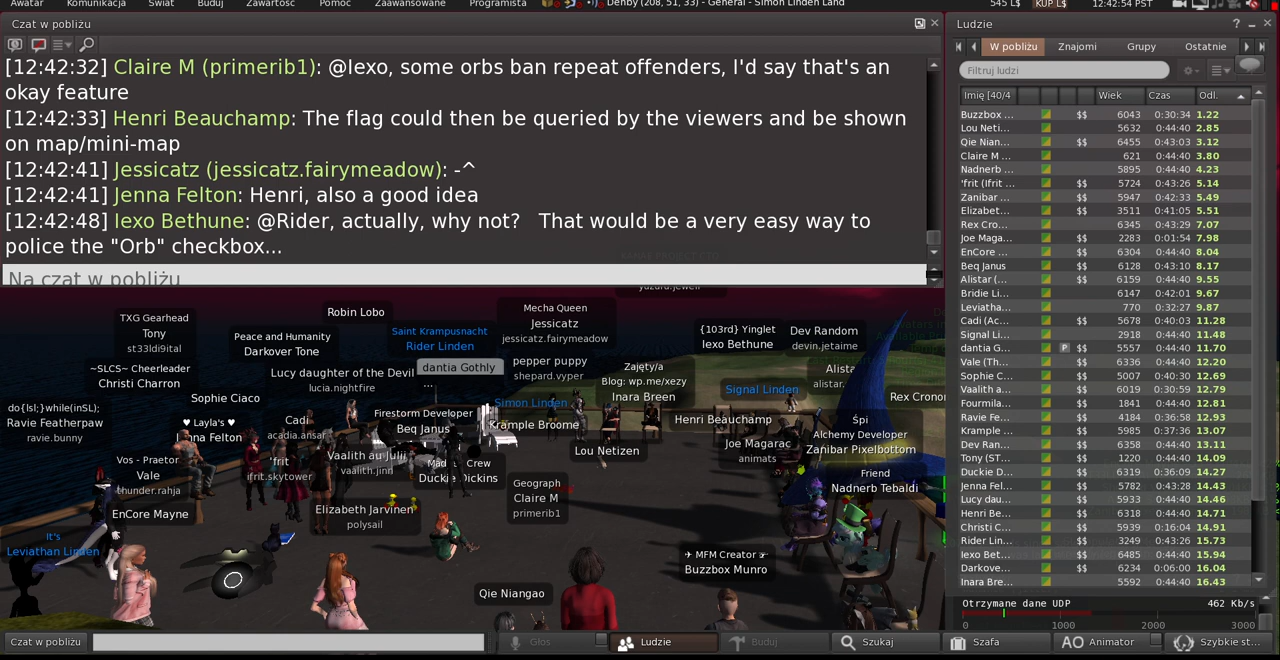 Awatar Komunikacja Świat Buduj Zawartość Pomoc Zaawansowane Programista Denby (208, 51, 33) - General - Simon Linden Land 545 L$ KUP L$ 12:42:54 PST
Czat w pobliżu
[12:42:32] Claire M (primerib1): @Iexo, some orbs ban repeat offenders, I'd say that's an
okay feature
[12:42:33] Henri Beauchamp: The flag could then be queried by the viewers and be shown
on map/mini-map
[12:42:41] Jessicatz (jessicatz.fairymeadow): -^
[12:42:41] Jenna Felton: Henri, also a good idea
[12:42:48] Iexo Bethune: @Rider, actually, why not? That would be a very easy way to
police the "Orb" checkbox...
Na czat w pobliżu
yuzuru.jewell
Robin Lobo
Mecha Queen
Jessicatz
jessicatz.fairymeadow
TXG Gearhead
Tony
st33ldi9ital
Peace and Humanity
Darkover Tone
Saint Krampusnacht
Rider Linden
{103rd} Yinglet
Iexo Bethune
Dev Random
devin.jetaime
dantia Gothly
...
pepper puppy
shepard.vyper
~SLCS~ Cheerleader
Christi Charron
Lucy daughter of the Devil
lucia.nightfire
Zajęty/a
Blog: wp.me/xezy
Inara Breen
Alista
alistar.
Signal Linden
Rex Cronon
Sophie Ciaco
Simon Linden
do{lsl;}while(inSL);
Ravie Featherpaw
ravie.bunny
♥ Layla's ♥
Jenna Felton
Cadi
acadia.ansar
Firestorm Developer
Beq Janus
Krample Broome
Henri Beauchamp
Śpi
Alchemy Developer
Zanibar Pixelbottom
Joe Magarac
animats
Lou Netizen
Vaalith au Julii
vaalith.jinn
Vos - Praetor
Vale
thunder.rahja
'frit
ifrit.skytower
Mad Crew
Duckie Dickins
Friend
Nadnerb Tebaldi
Geograph
Claire M
primerib1
EnCore Mayne
Elizabeth Jarvinen
polysail
It's
Leviathan Linden
✈ MFM Creator ✈
Buzzbox Munro
Qie Niangao
Czat w pobliżu Głos Ludzie Buduj Szukaj Szafa AO Animator Szybkie st...
Ludzie
W pobliżu Znajomi Grupy Ostatnie
Filtruj ludzi
Imię [40/4 Wiek Czas Odl.
Buzzbox ... $$ 6043 0:30:34 1.22
Lou Neti... 5632 0:44:40 2.85
Qie Nian... $$ 6455 0:43:03 3.12
Claire M ... 621 0:44:40 3.80
Nadnerb ... 5895 0:44:40 4.23
'frit (Ifrit ... $$ 5724 0:43:26 5.14
Zanibar ... $$ 5947 0:42:33 5.49
Elizabet... $$ 3511 0:41:05 5.51
Rex Cro... 6345 0:43:29 7.07
Joe Maga... $$ 2283 0:01:54 7.98
EnCore ... $$ 6304 0:44:40 8.04
Beq Janus $$ 6128 0:43:10 8.17
Alistar (... $$ 6159 0:44:40 9.55
Bridie Li... 6147 0:42:01 9.67
Leviatha... 770 0:32:27 9.87
Cadi (Ac... $$ 5678 0:40:03 11.28
Signal Li... 2918 0:44:40 11.48
dantia G... P $$ 5557 0:44:40 11.70
Vale (Th... $$ 6336 0:44:40 12.20
Sophie C... $$ 5007 0:40:30 12.69
Vaalith a... $$ 6019 0:30:59 12.79
Fourmila... $$ 1841 0:44:40 12.81
Ravie Fe... $$ 4184 0:36:58 12.93
Krample ... $$ 5985 0:37:36 13.07
Dev Ran... $$ 6358 0:44:40 13.11
Tony (ST... $$ 1220 0:44:40 14.09
Duckie D... $$ 6319 0:36:09 14.27
Jenna Fel... $$ 5782 0:43:28 14.43
Lucy dau... $$ 5933 0:44:40 14.46
Henri Be... $$ 6318 0:44:40 14.71
Christi C... $$ 5939 0:16:04 14.91
Rider Lin... $$ 3249 0:43:26 15.73
Iexo Bet... $$ 6485 0:44:40 15.94
Darkove... $$ 6234 0:06:00 16.04
Inara Bre... 5592 0:44:40 16.43
Otrzymane dane UDP 462 Kb/s
0 1000 2000 3000